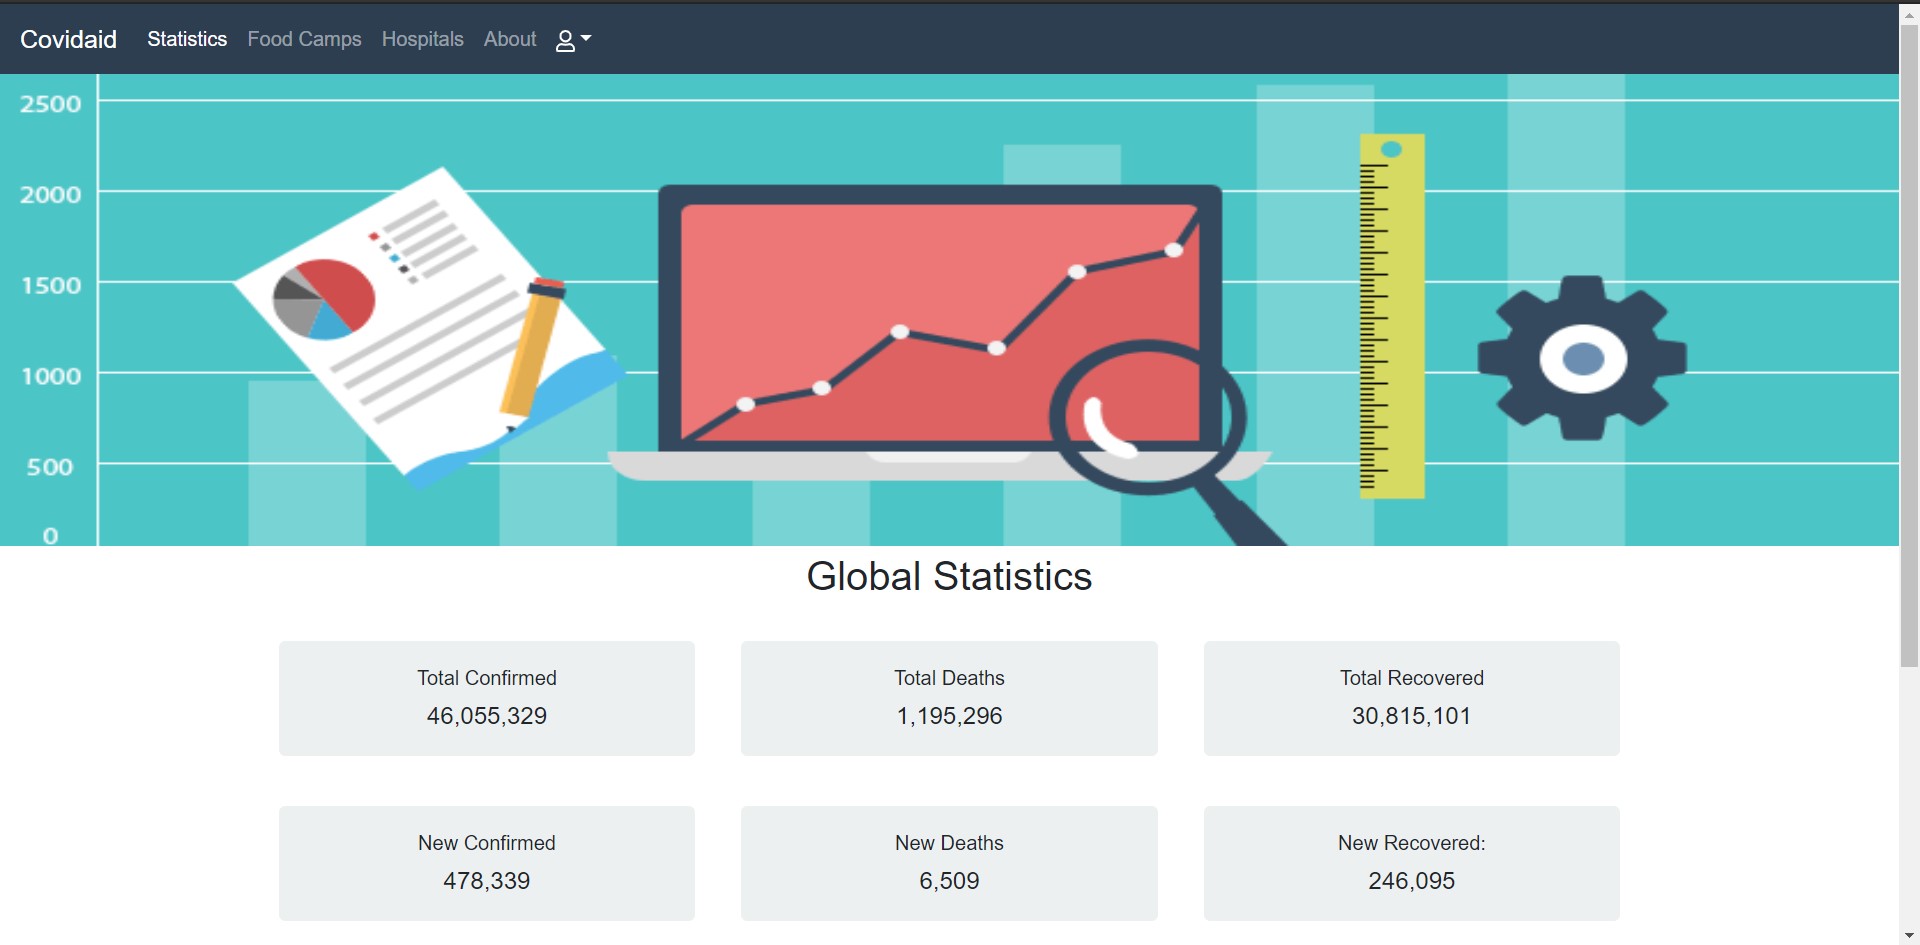 Covidaid Statistics Food Camps Hospitals About
2500
2000
1500
1000
500
0
Global Statistics
Total Confirmed
46,055,329
Total Deaths
1,195,296
Total Recovered
30,815,101
New Confirmed
478,339
New Deaths
6,509
New Recovered:
246,095